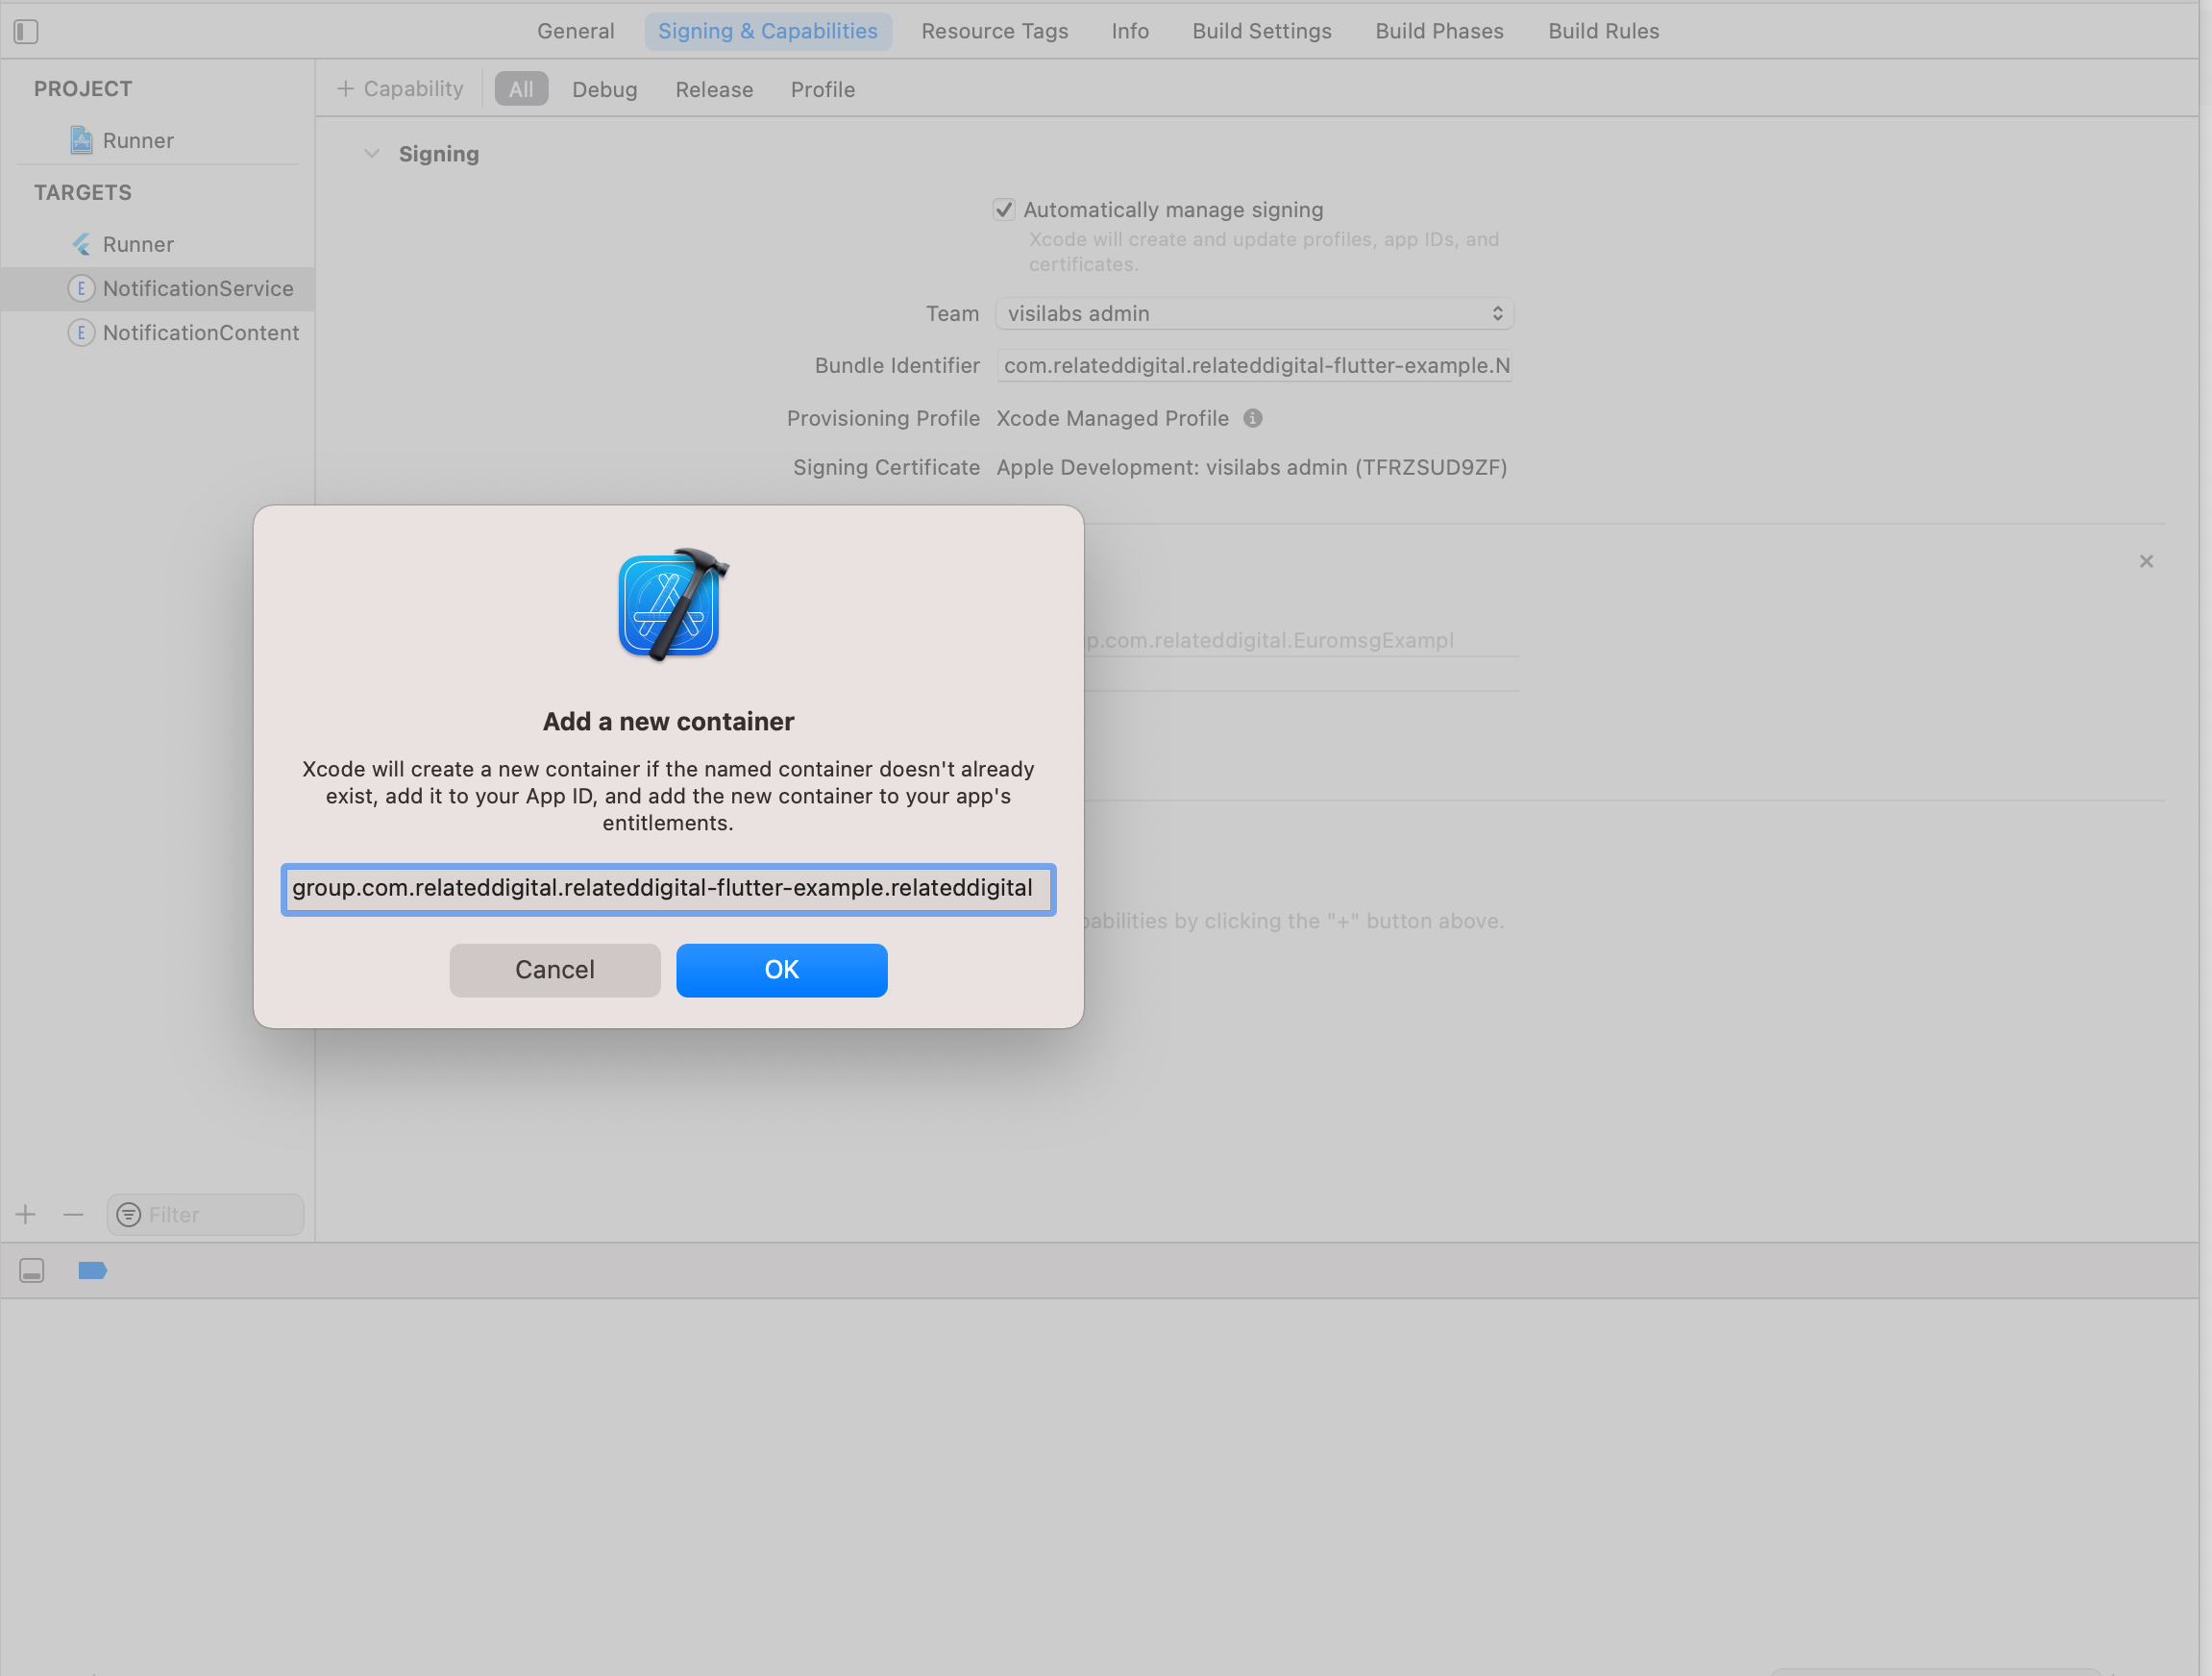 General Signing & Capabilities Resource Tags Info Build Settings Build Phases Build Rules
PROJECT
Runner
TARGETS
Runner
NotificationService
NotificationContent
+ Capability All Debug Release Profile
Signing
Automatically manage signing
Xcode will create and update profiles, app IDs, and
certificates.
Team visilabs admin
Bundle Identifier com.relateddigital.relateddigital-flutter-example.N
Provisioning Profile Xcode Managed Profile
Signing Certificate Apple Development: visilabs admin (TFRZSUD9ZF)
p.com.relateddigital.EuromsgExampl
capabilities by clicking the "+" button above.
Add a new container
Xcode will create a new container if the named container doesn't already
exist, add it to your App ID, and add the new container to your app's
entitlements.
group.com.relateddigital.relateddigital-flutter-example.relateddigital
Cancel OK
Filter